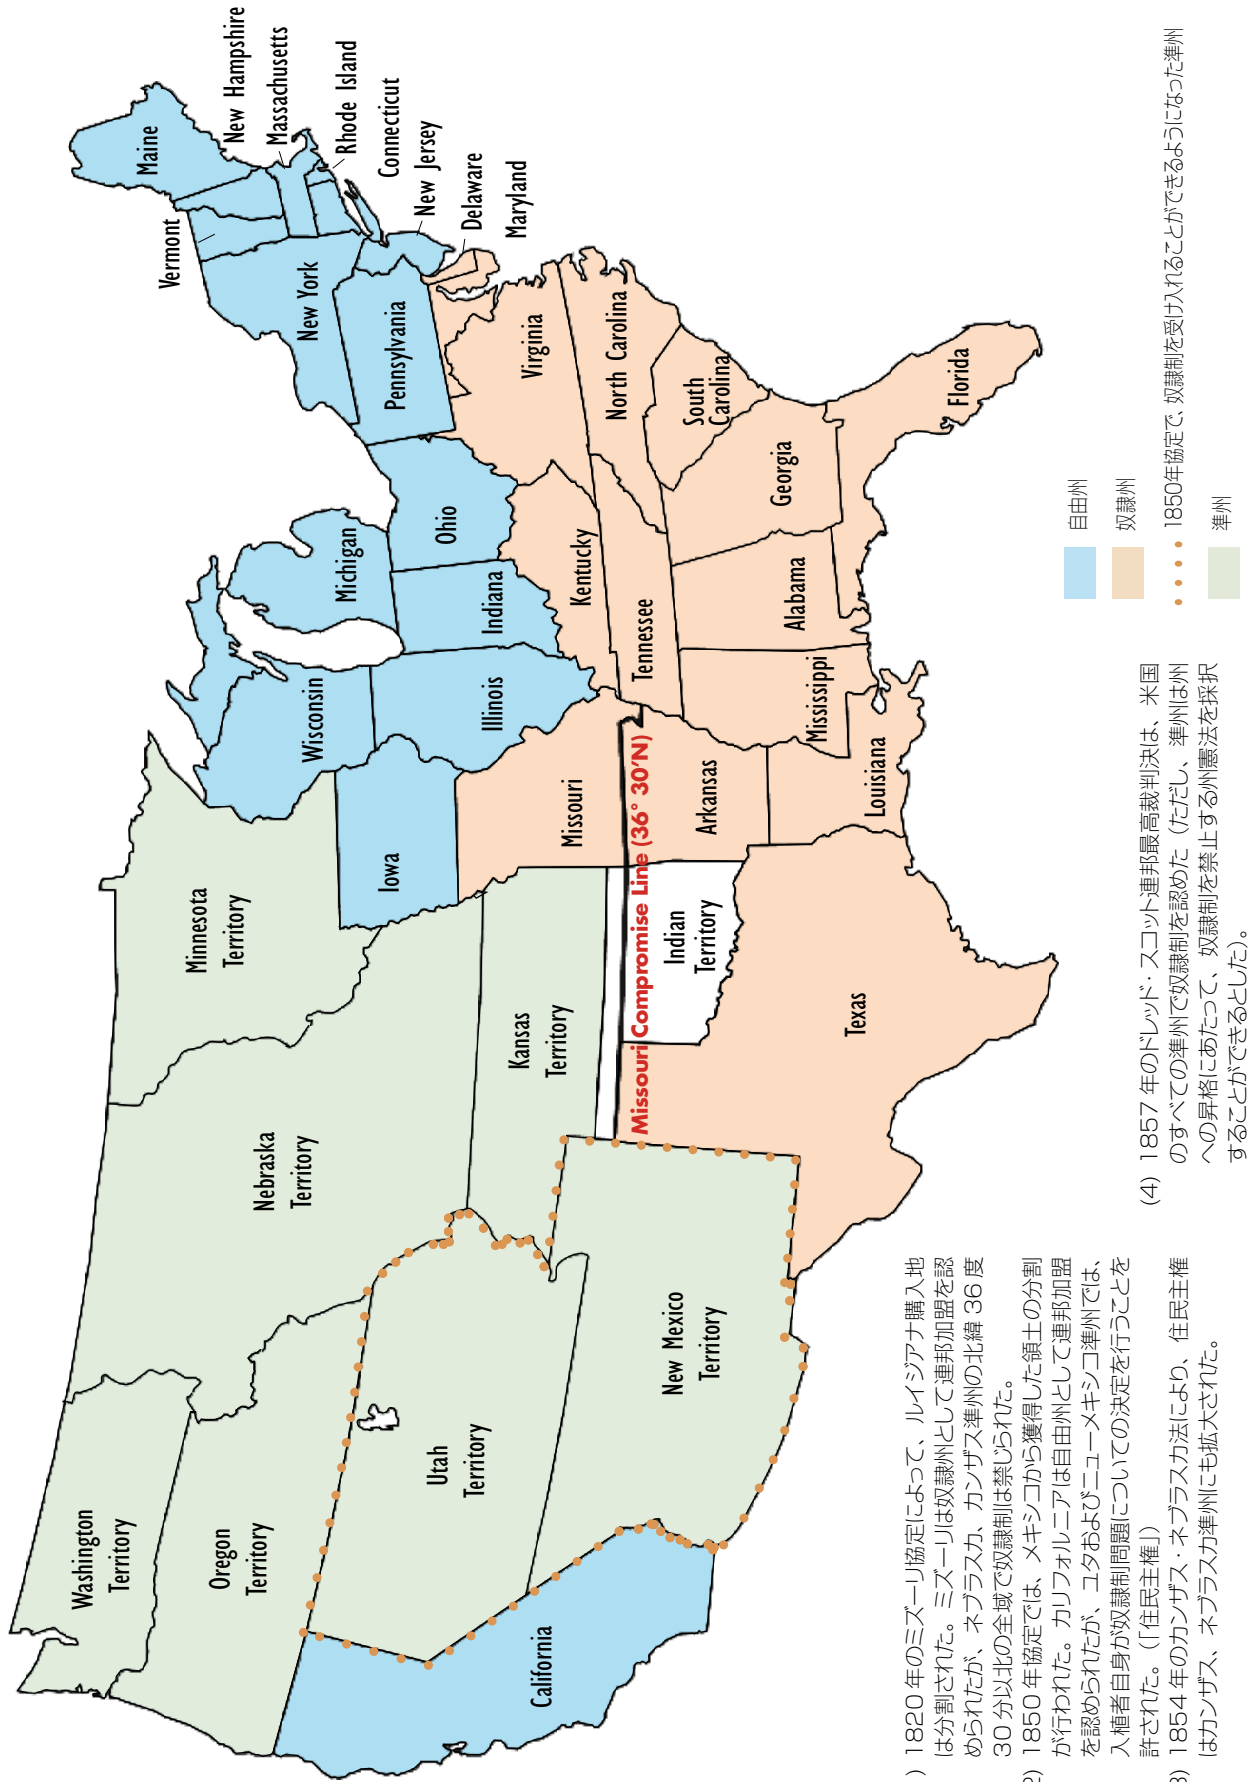 Washington
Territory
Oregon
Territory
California
Utah
Territory
Nebraska
Territory
Minnesota
Territory
Kansas
Territory
New Mexico
Territory
Indian
Territory
Texas
Iowa
Missouri
Arkansas
Louisiana
Wisconsin
Illinois
Michigan
Indiana
Ohio
Kentucky
Tennessee
Mississippi
Alabama
Georgia
Florida
South
Carolina
North Carolina
Virginia
Pennsylvania
New York
Vermont
Maine
New Hampshire
Massachusetts
Rhode Island
Connecticut
New Jersey
Delaware
Maryland
Missouri Compromise Line (36° 30′N)
) 1820 年のミズーリ協定によって、ルイジアナ購入地
は分割された。ミズーリは奴隷州として連邦加盟を認
められたが、ネブラスカ、カンザス準州の北緯 36 度
30 分以北の全域で奴隷制は禁じられた。
2) 1850 年協定では、メキシコから獲得した領土の分割
が行われた。カリフォルニアは自由州として連邦加盟
を認められたが、ユタおよびニューメキシコ準州では、
入植者自身が奴隷制問題についての決定を行うことを
許された。(「住民主権」)
3) 1854 年のカンザス・ネブラスカ法により、住民主権
はカンザス、ネブラスカ準州にも拡大された。
(4) 1857 年のドレッド・スコット連邦最高裁判決は、米国
のすべての準州で奴隷制を認めた（ただし、準州は州
への昇格にあたって、奴隷制を禁止する州憲法を採択
することができるとした)。
自由州
奴隷州
1850年協定で、奴隷制を受け入れることができるようになった準州
準州